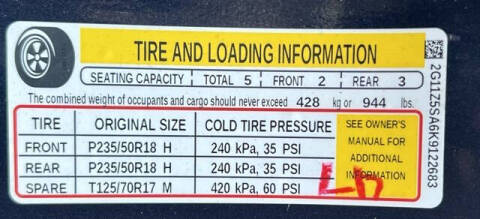 TIRE AND LOADING INFORMATION
SEATING CAPACITY TOTAL 5 FRONT 2 REAR 3
The combined weight of occupants and cargo should never exceed 428 kg or 944 lbs.
TIRE ORIGINAL SIZE COLD TIRE PRESSURE
FRONT P235/50R18 H 240 kPa, 35 PSI
REAR P235/50R18 H 240 kPa, 35 PSI
SPARE T125/70R17 M 420 kPa, 60 PSI
SEE OWNER'S
MANUAL FOR
ADDITIONAL
INFORMATION
2G11Z5SA6K9122683